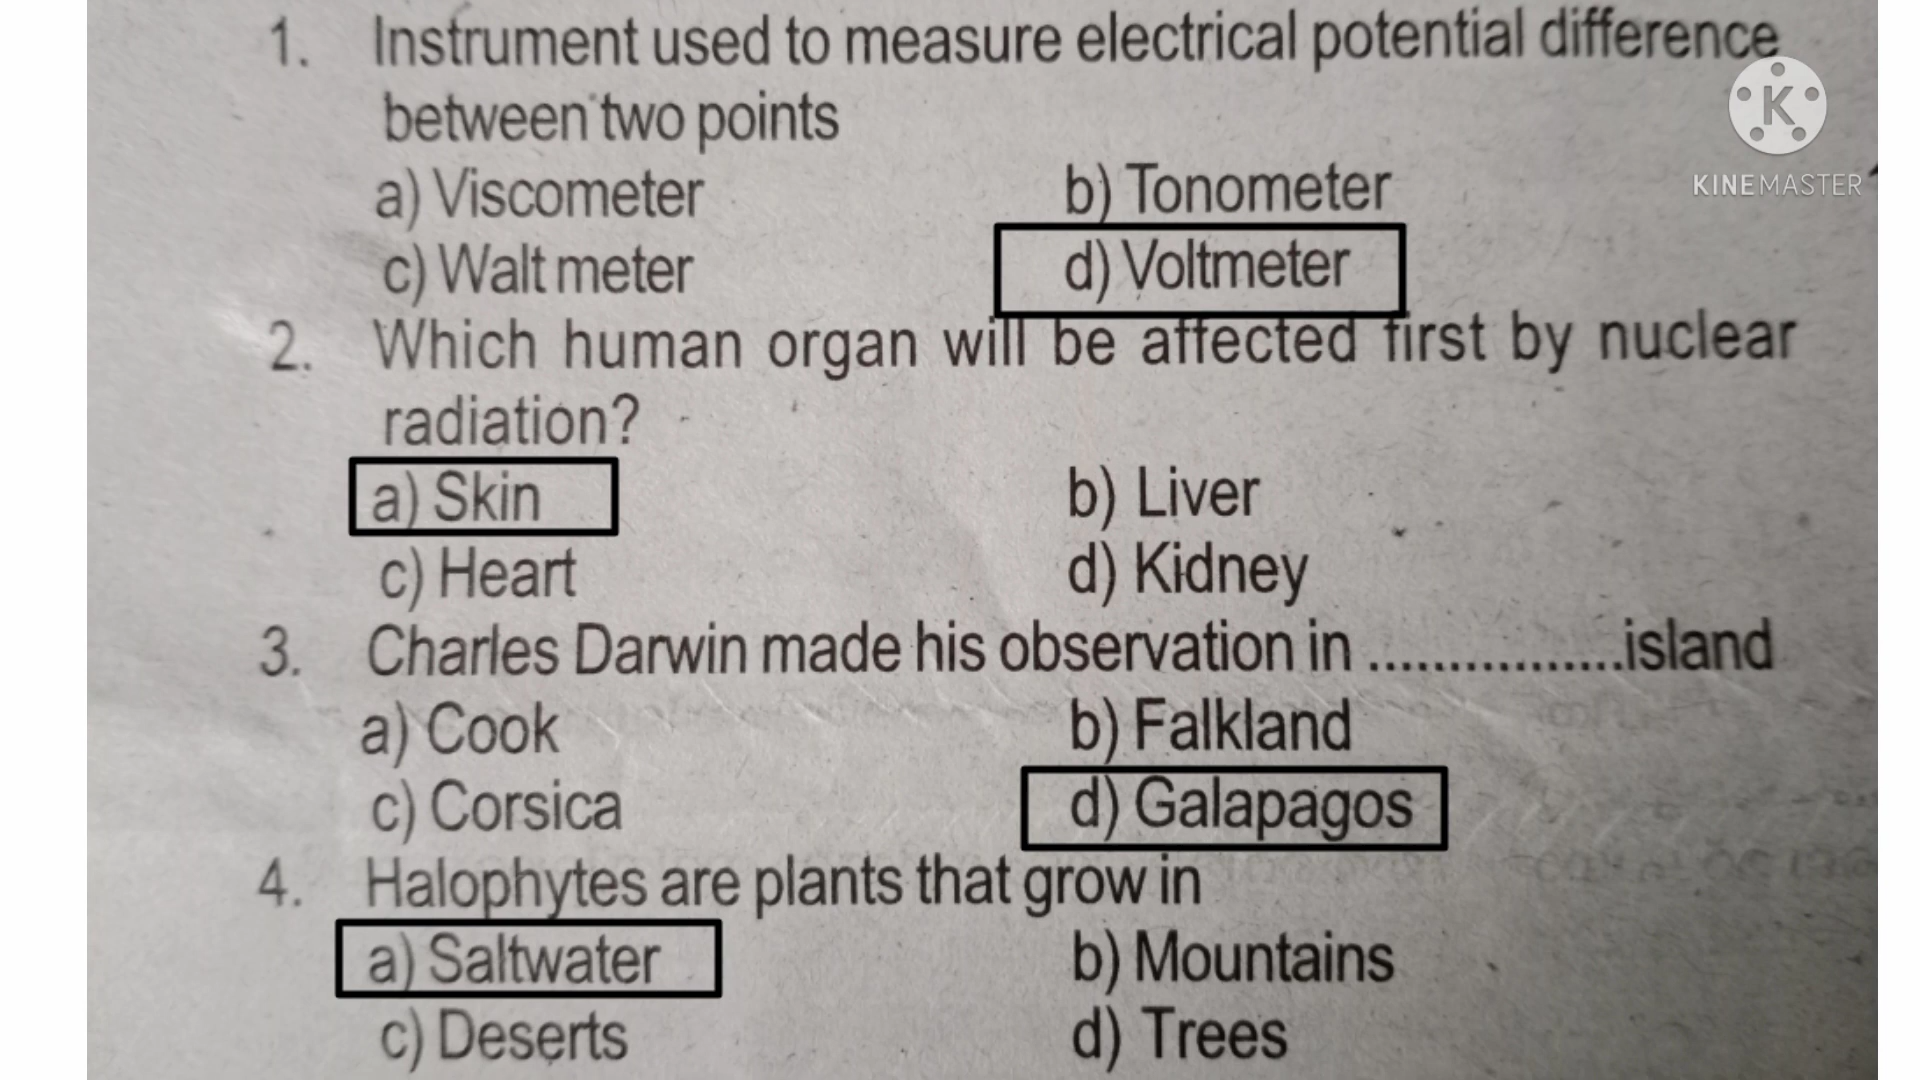 1. Instrument used to measure electrical potential difference
between two points
a) Viscometer b) Tonometer
c) Walt meter d) Voltmeter
2. Which human organ will be affected first by nuclear
radiation?
a) Skin b) Liver
c) Heart d) Kidney
3. Charles Darwin made his observation in ................island
a) Cook b) Falkland
c) Corsica d) Galapagos
4. Halophytes are plants that grow in
a) Saltwater b) Mountains
c) Deserts d) Trees
K
KINEMASTER